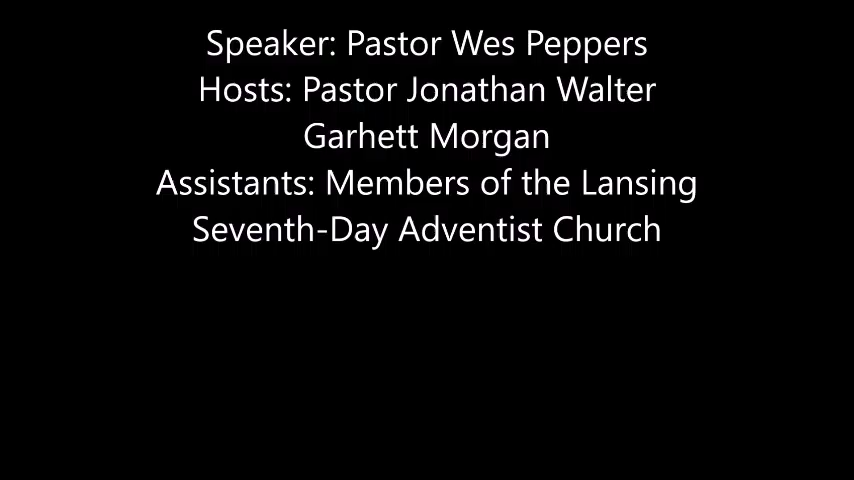 Speaker: Pastor Wes Peppers
Hosts: Pastor Jonathan Walter
Garhett Morgan
Assistants: Members of the Lansing
Seventh-Day Adventist Church